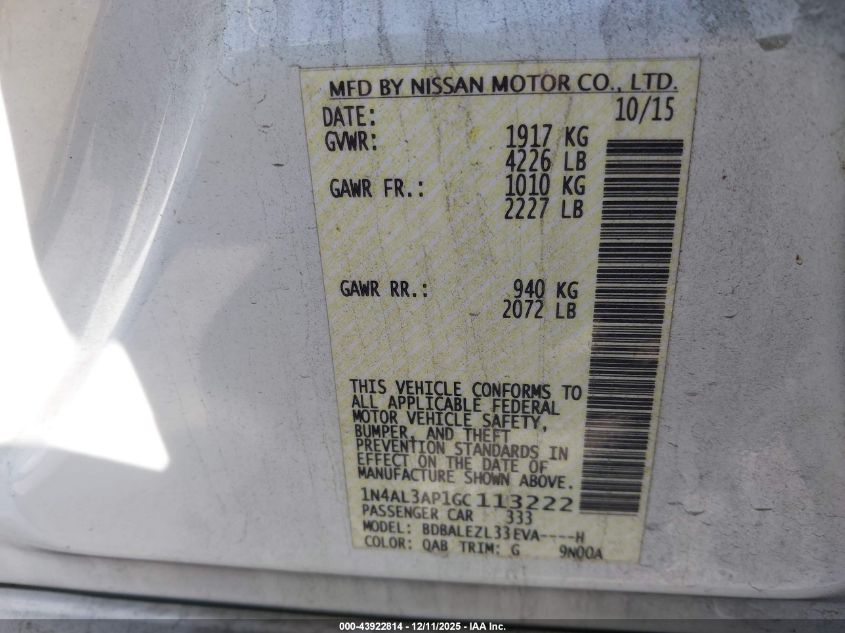 MFD BY NISSAN MOTOR CO., LTD.
DATE: 10/15
GVWR: 1917 KG
4226 LB
GAWR FR.: 1010 KG
2227 LB
GAWR RR.: 940 KG
2072 LB
THIS VEHICLE CONFORMS TO
ALL APPLICABLE FEDERAL
MOTOR VEHICLE SAFETY,
BUMPER, AND THEFT
PREVENTION STANDARDS IN
EFFECT ON THE DATE OF
MANUFACTURE SHOWN ABOVE.
1N4AL3AP1GC113222
PASSENGER CAR 333
MODEL: BDBALEZL33EVA----H
COLOR: QAB TRIM: G 9N00A
000-43922814 - 12/11/2025 - IAA Inc.